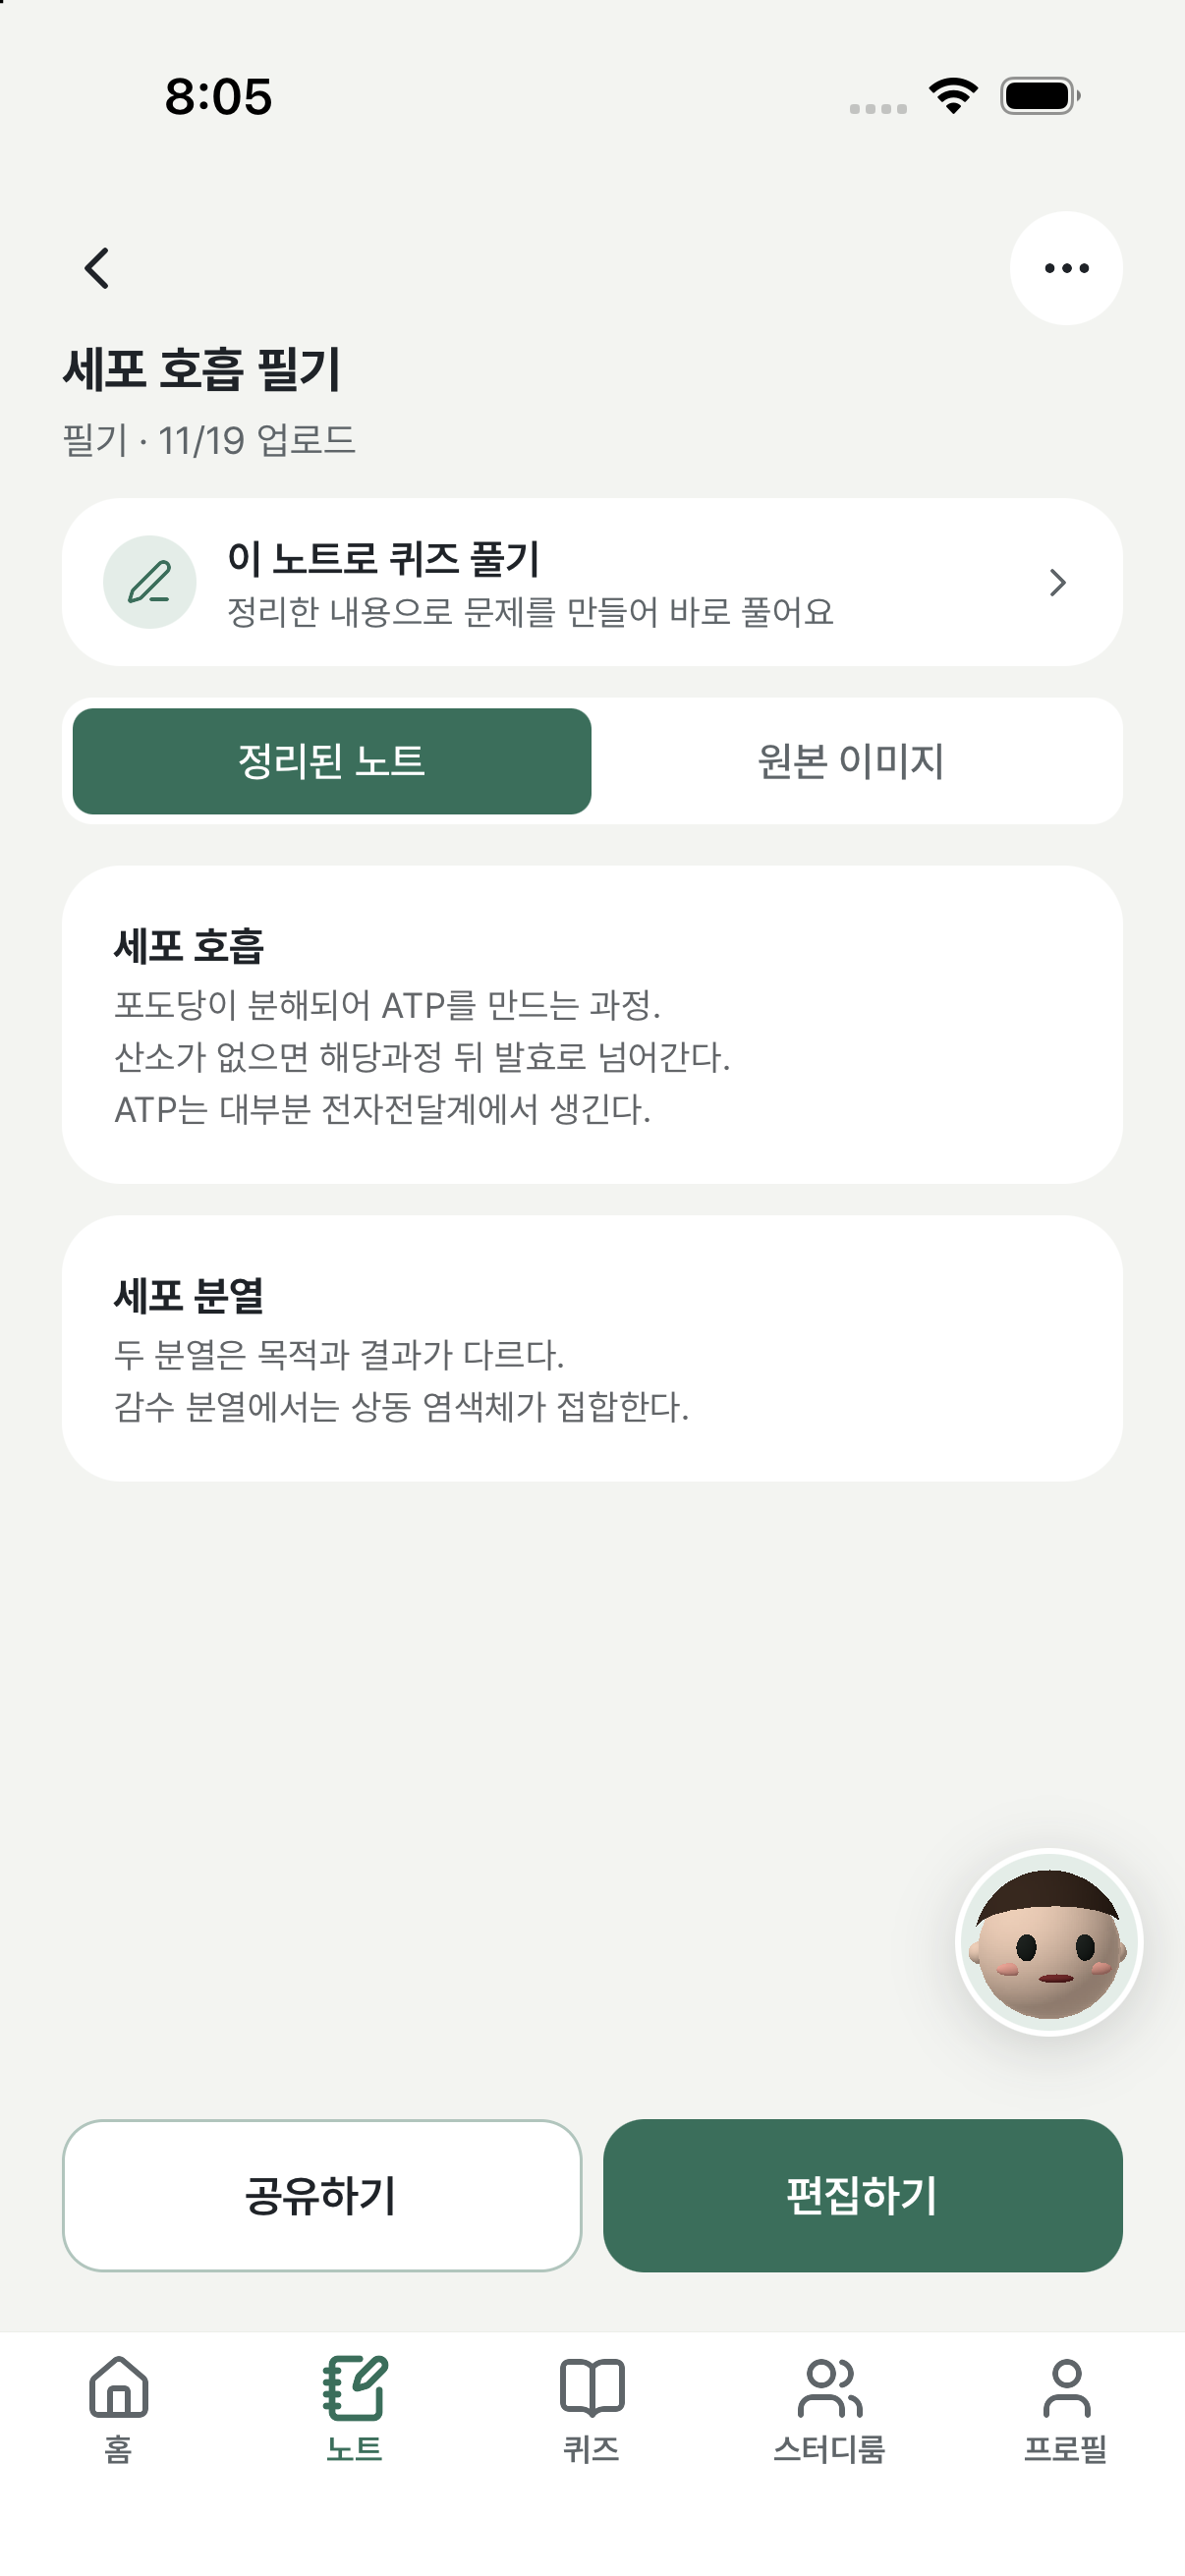 8:05
세포 호흡 필기
필기 · 11/19 업로드
이 노트로 퀴즈 풀기
정리한 내용으로 문제를 만들어 바로 풀어요
정리된 노트
원본 이미지
세포 호흡
포도당이 분해되어 ATP를 만드는 과정.
산소가 없으면 해당과정 뒤 발효로 넘어간다.
ATP는 대부분 전자전달계에서 생긴다.
세포 분열
두 분열은 목적과 결과가 다르다.
감수 분열에서는 상동 염색체가 접합한다.
공유하기
편집하기
홈
노트
퀴즈
스터디룸
프로필